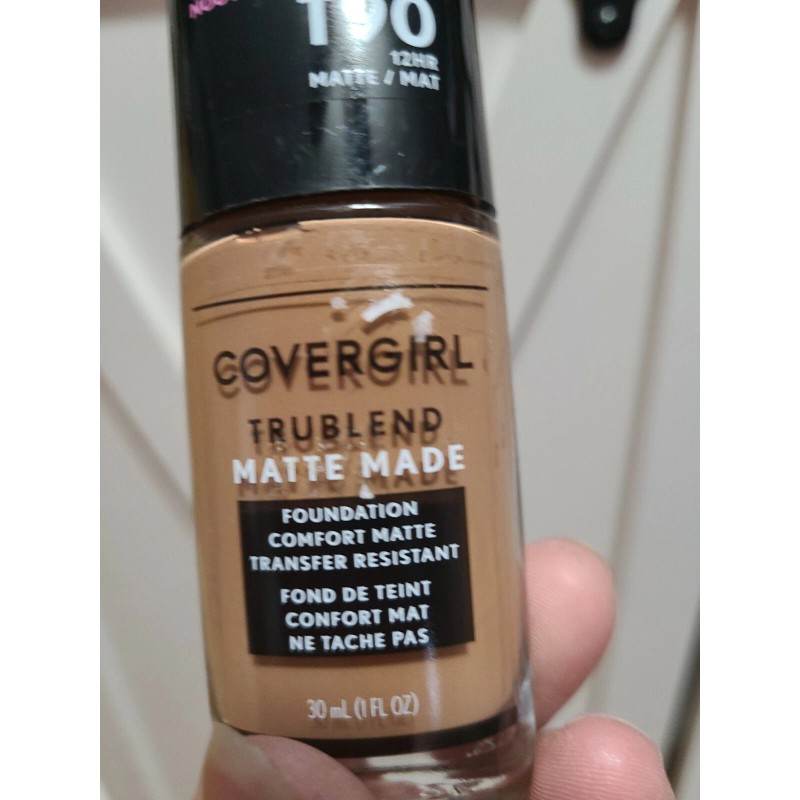 T90
12HR
MATTE / MAT
COVERGIRL
TRUBLEND
MATTE MADE
FOUNDATION
COMFORT MATTE
TRANSFER RESISTANT
FOND DE TEINT
CONFORT MAT
NE TACHE PAS
30 mL (1 FL OZ)